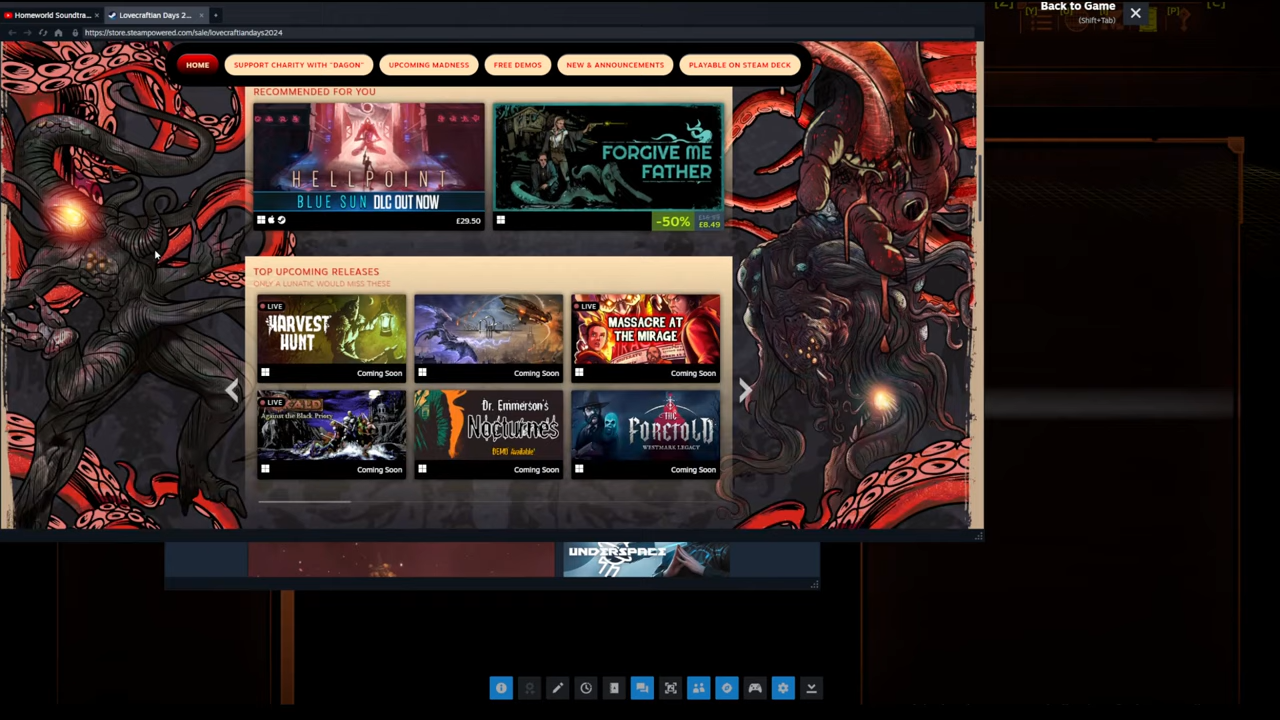 Homeworld Soundtra...
Lovecraftian Days 2...
Back to Game
(Shift+Tab)
https://store.steampowered.com/sale/lovecraftiandays2024
HOME
SUPPORT CHARITY WITH "DAGON"
UPCOMING MADNESS
FREE DEMOS
NEW & ANNOUNCEMENTS
PLAYABLE ON STEAM DECK
RECOMMENDED FOR YOU
HELLPOINT
BLUE SUN DLC OUT NOW
£29.50
FORGIVE ME
FATHER
-50%
£8.49
TOP UPCOMING RELEASES
ONLY A LUNATIC WOULD MISS THESE
LIVE
HARVEST
HUNT
Coming Soon
Coming Soon
LIVE
MASSACRE AT
THE MIRAGE
Coming Soon
LIVE
Against the Black Priory
Coming Soon
Dr. Emmerson's
Nocturnes
DEMO Available!
Coming Soon
THE
FORETOLD
WESTMARK LEGACY
Coming Soon
UNDERSPACE